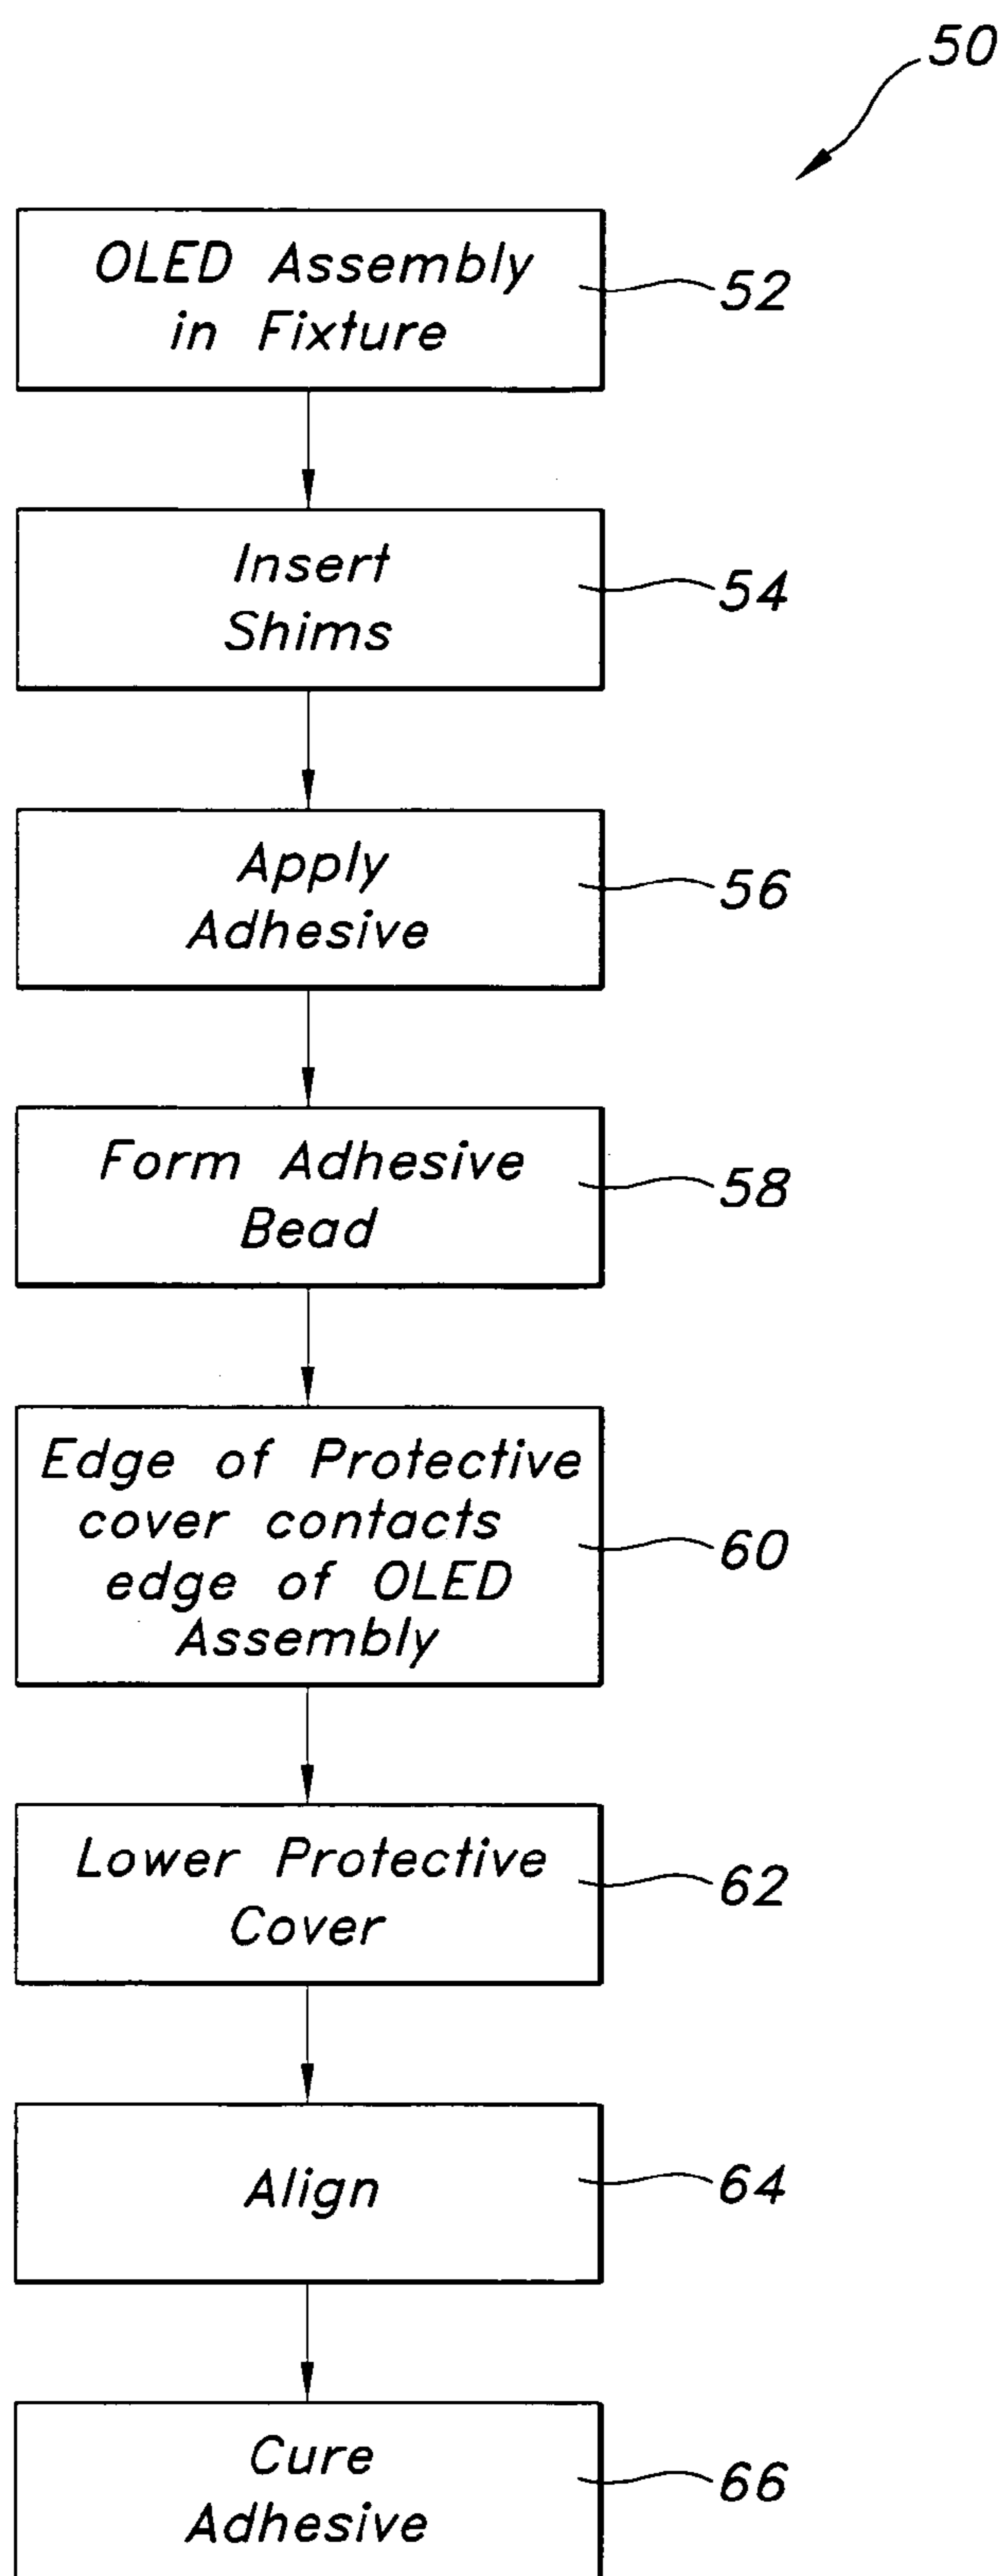 50
OLED Assembly
in Fixture
52
Insert
Shims
54
Apply
Adhesive
56
Form Adhesive
Bead
58
Edge of Protective
cover contacts
edge of OLED
Assembly
60
Lower Protective
Cover
62
Align
64
Cure
Adhesive
66